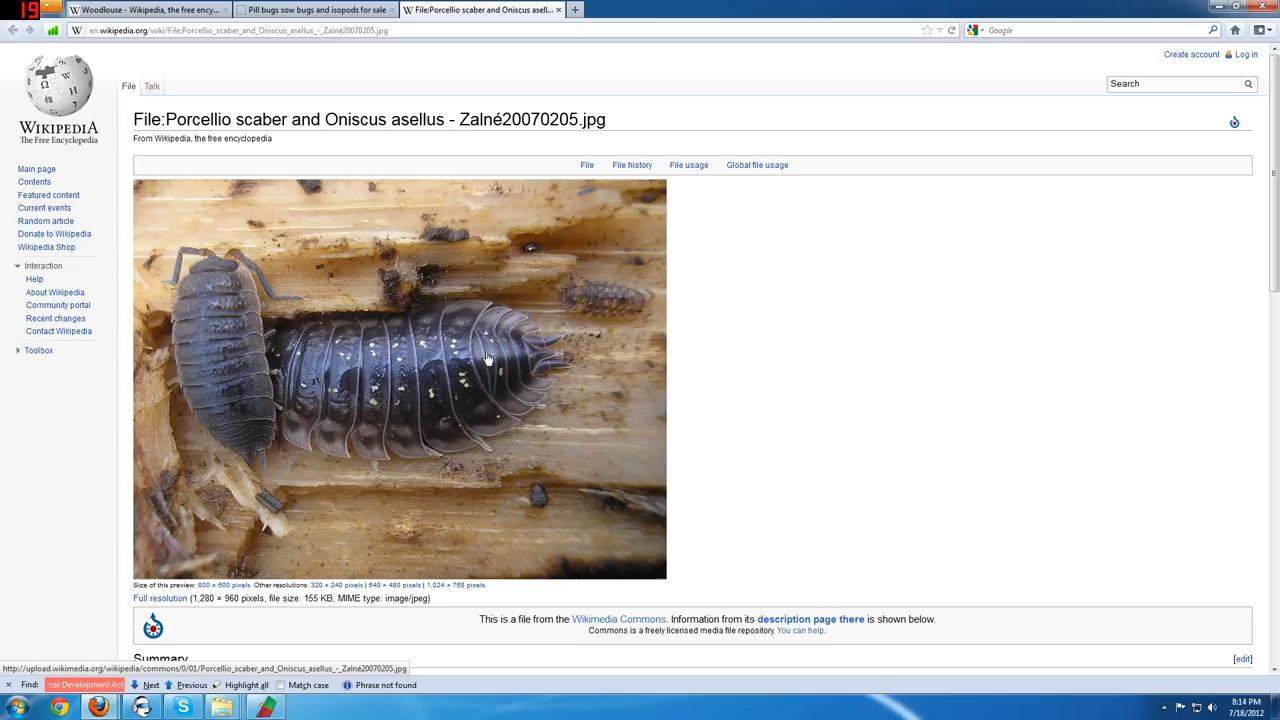 19
Woodlouse - Wikipedia, the free ency...
Pill bugs sow bugs and isopods for sale
File:Porcellio scaber and Oniscus asell...
en.wikipedia.org/wiki/File:Porcellio_scaber_and_Oniscus_asellus_-_Zalné20070205.jpg
Google
Create account
Log in
File
Talk
Search
WIKIPEDIA
The Free Encyclopedia
File:Porcellio scaber and Oniscus asellus - Zalné20070205.jpg
From Wikipedia, the free encyclopedia
File
File history
File usage
Global file usage
Main page
Contents
Featured content
Current events
Random article
Donate to Wikipedia
Wikipedia Shop
Interaction
Help
About Wikipedia
Community portal
Recent changes
Contact Wikipedia
Toolbox
Size of this preview: 800 × 600 pixels. Other resolutions: 320 × 240 pixels | 640 × 480 pixels | 1,024 × 768 pixels.
Full resolution (1,280 × 960 pixels, file size: 155 KB, MIME type: image/jpeg)
This is a file from the Wikimedia Commons. Information from its description page there is shown below.
Commons is a freely licensed media file repository. You can help.
Summary
[edit]
http://upload.wikimedia.org/wikipedia/commons/0/01/Porcellio_scaber_and_Oniscus_asellus_-_Zalné20070205.jpg
Find:
rces Development Act
Next
Previous
Highlight all
Match case
Phrase not found
8:14 PM
7/18/2012